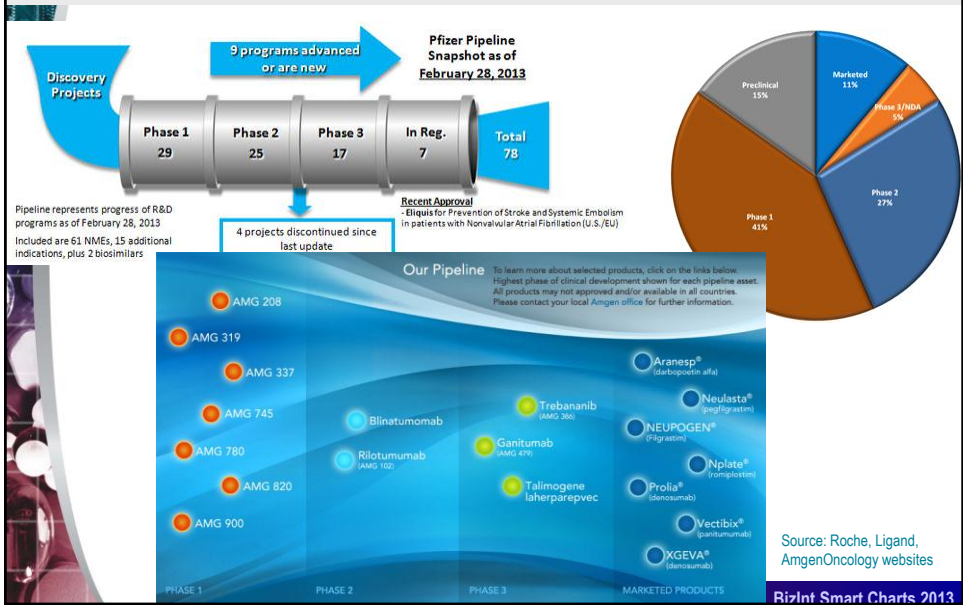 Discovery
Projects
9 programs advanced
or are new
Pfizer Pipeline
Snapshot as of
February 28, 2013
Phase 1
29
Phase 2
25
Phase 3
17
In Reg.
7
Total
78
Pipeline represents progress of R&D
programs as of February 28, 2013
Included are 61 NMEs, 15 additional
indications, plus 2 biosimilars
4 projects discontinued since
last update
Recent Approval
- Eliquis for Prevention of Stroke and Systemic Embolism
in patients with Nonvalvular Atrial Fibrillation (U.S./EU)
Preclinical
15%
Marketed
11%
Phase 3/NDA
5%
Phase 2
27%
Phase 1
41%
Our Pipeline
To learn more about selected products, click on the links below.
Highest phase of clinical development shown for each pipeline asset.
All products may not approved and/or available in all countries.
Please contact your local Amgen office for further information.
AMG 208
AMG 319
AMG 337
AMG 745
AMG 780
AMG 820
AMG 900
Blinatumomab
Rilotumumab
(AMG 102)
Trebananib
(AMG 386)
Ganitumab
(AMG 479)
Talimogene
laherparepvec
Aranesp®
(darbopoetin alfa)
Neulasta®
(pegfilgrastim)
NEUPOGEN®
(Filgrastim)
Nplate®
(romiplostim)
Prolia®
(denosumab)
Vectibix®
(panitumumab)
XGEVA®
(denosumab)
PHASE 1
PHASE 2
PHASE 3
MARKETED PRODUCTS
Source: Roche, Ligand,
AmgenOncology websites
BizInt Smart Charts 2013